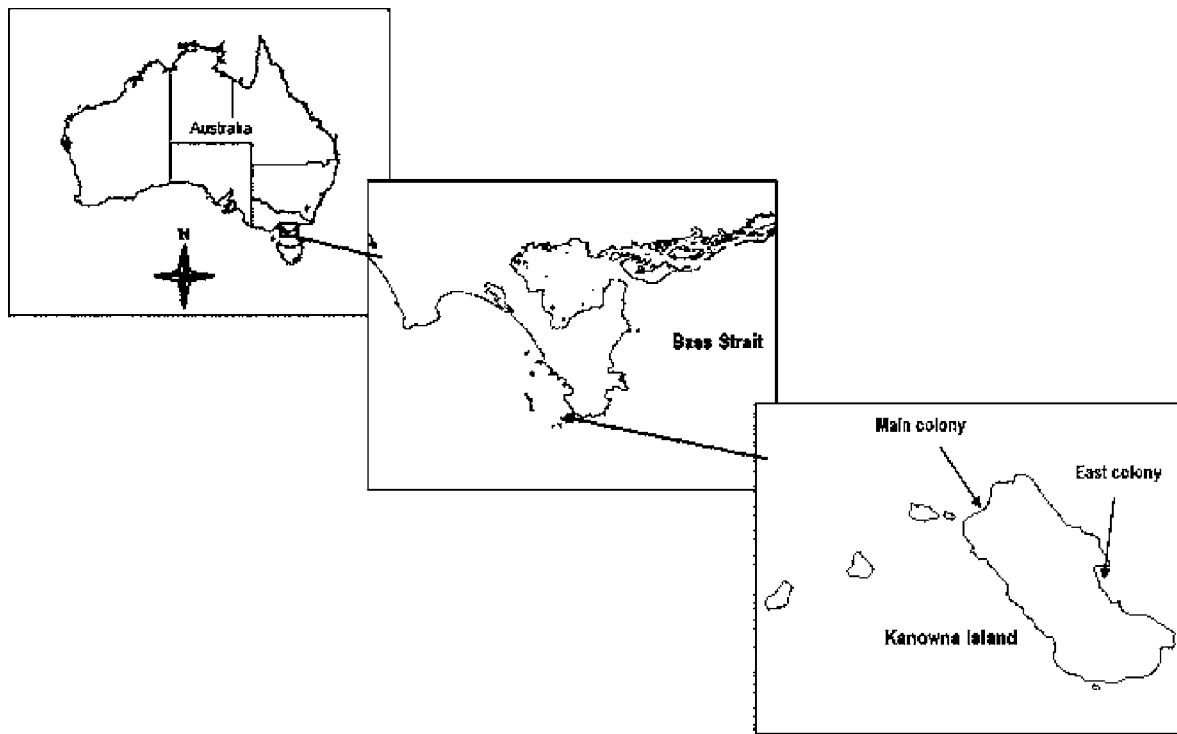 Australia
N
Bass Strait
Main colony
East colony
Kanowna Island